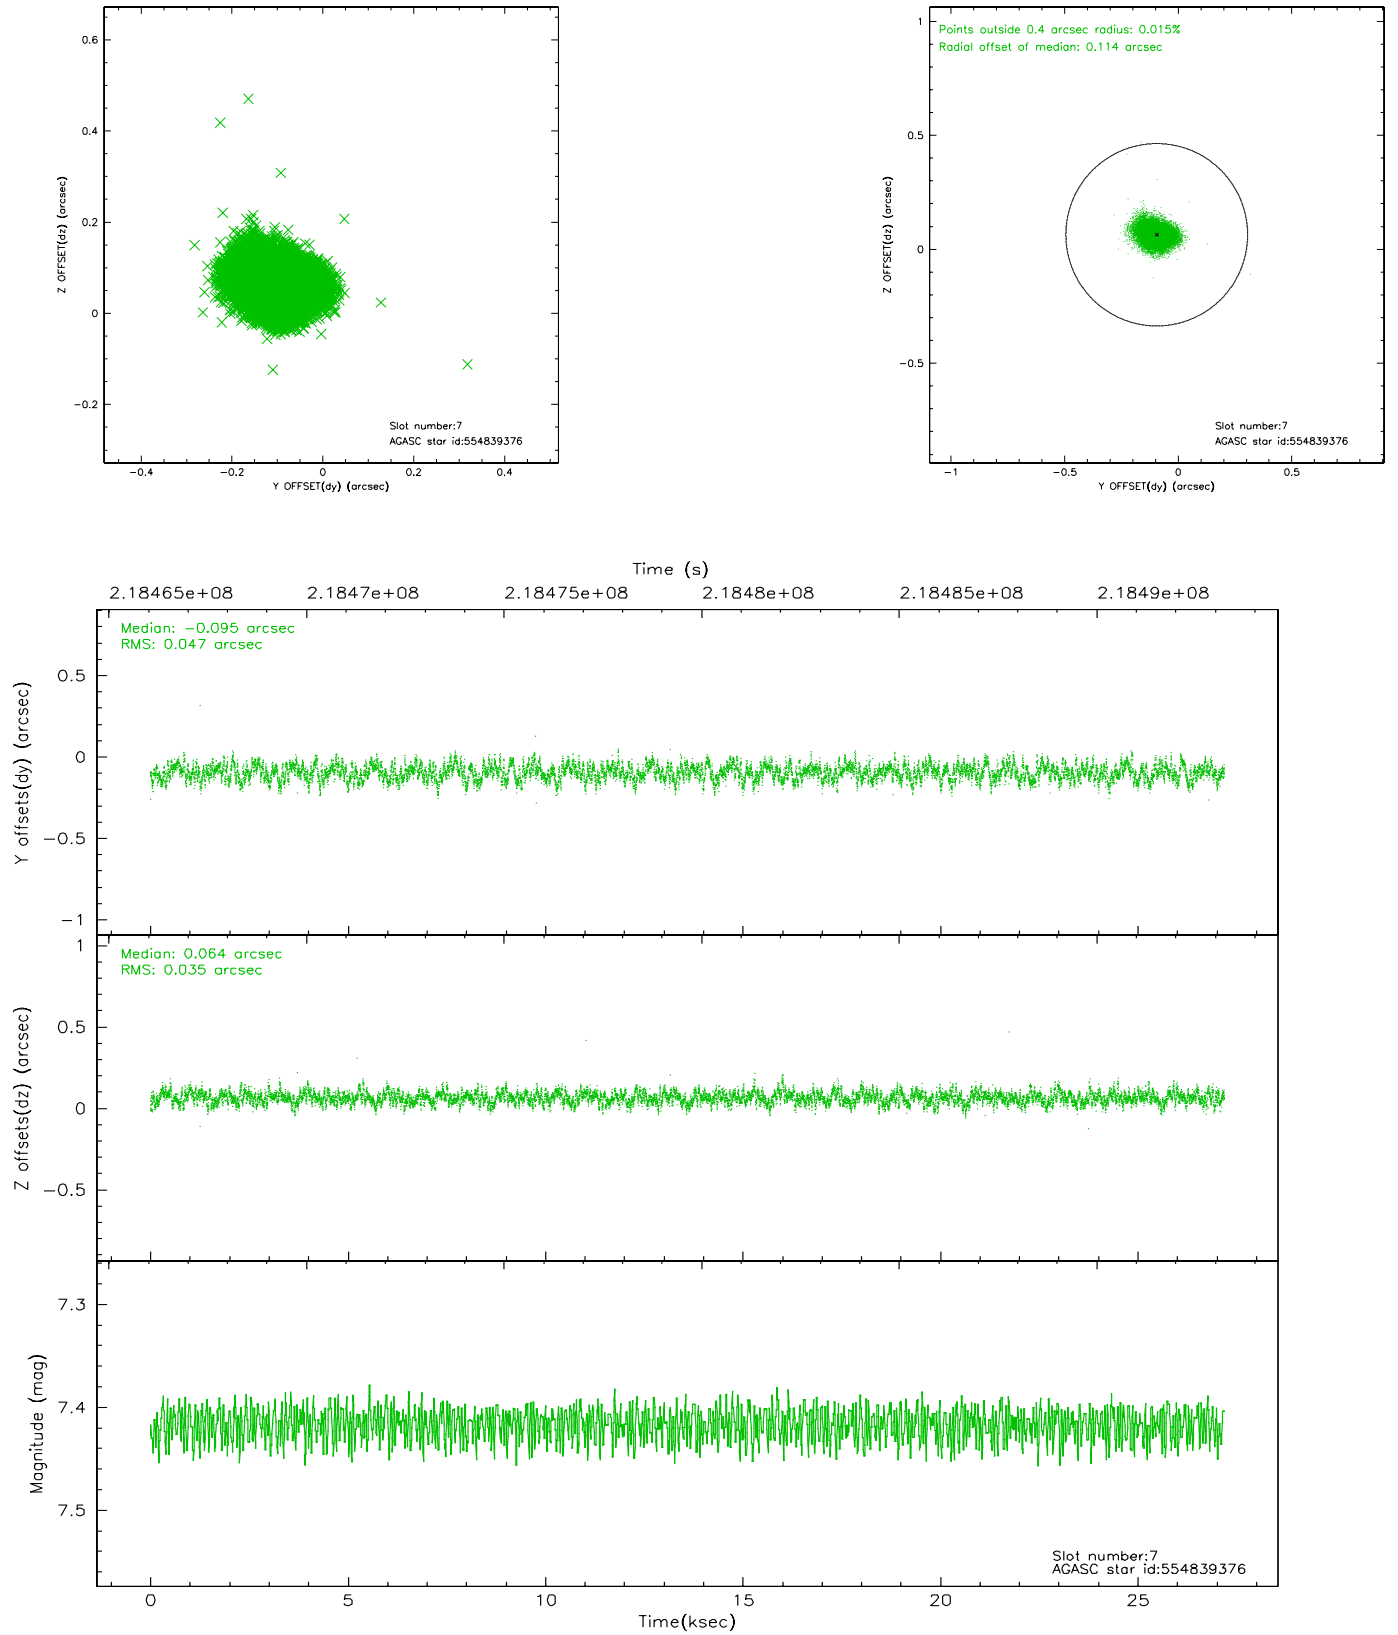 0.6
0.4
0.2
0
−0.2
Z OFFSET(dz) (arcsec)
Slot number:7
AGASC star id:554839376
−0.4 −0.2 0 0.2 0.4
Y OFFSET(dy) (arcsec)
Points outside 0.4 arcsec radius: 0.015%
Radial offset of median: 0.114 arcsec
1
0.5
0
−0.5
Z OFFSET(dz) (arcsec)
Slot number:7
AGASC star id:554839376
−1 −0.5 0 0.5
Y OFFSET(dy) (arcsec)
Time (s)
2.18465e+08 2.1847e+08 2.18475e+08 2.1848e+08 2.18485e+08 2.1849e+08
Median: −0.095 arcsec
RMS: 0.047 arcsec
0.5
0
−0.5
−1
Y offsets(dy) (arcsec)
Median: 0.064 arcsec
RMS: 0.035 arcsec
1
0.5
0
−0.5
Z offsets(dz) (arcsec)
7.3
7.4
7.5
Magnitude (mag)
Slot number:7
AGASC star id:554839376
0 5 10 15 20 25
Time(ksec)